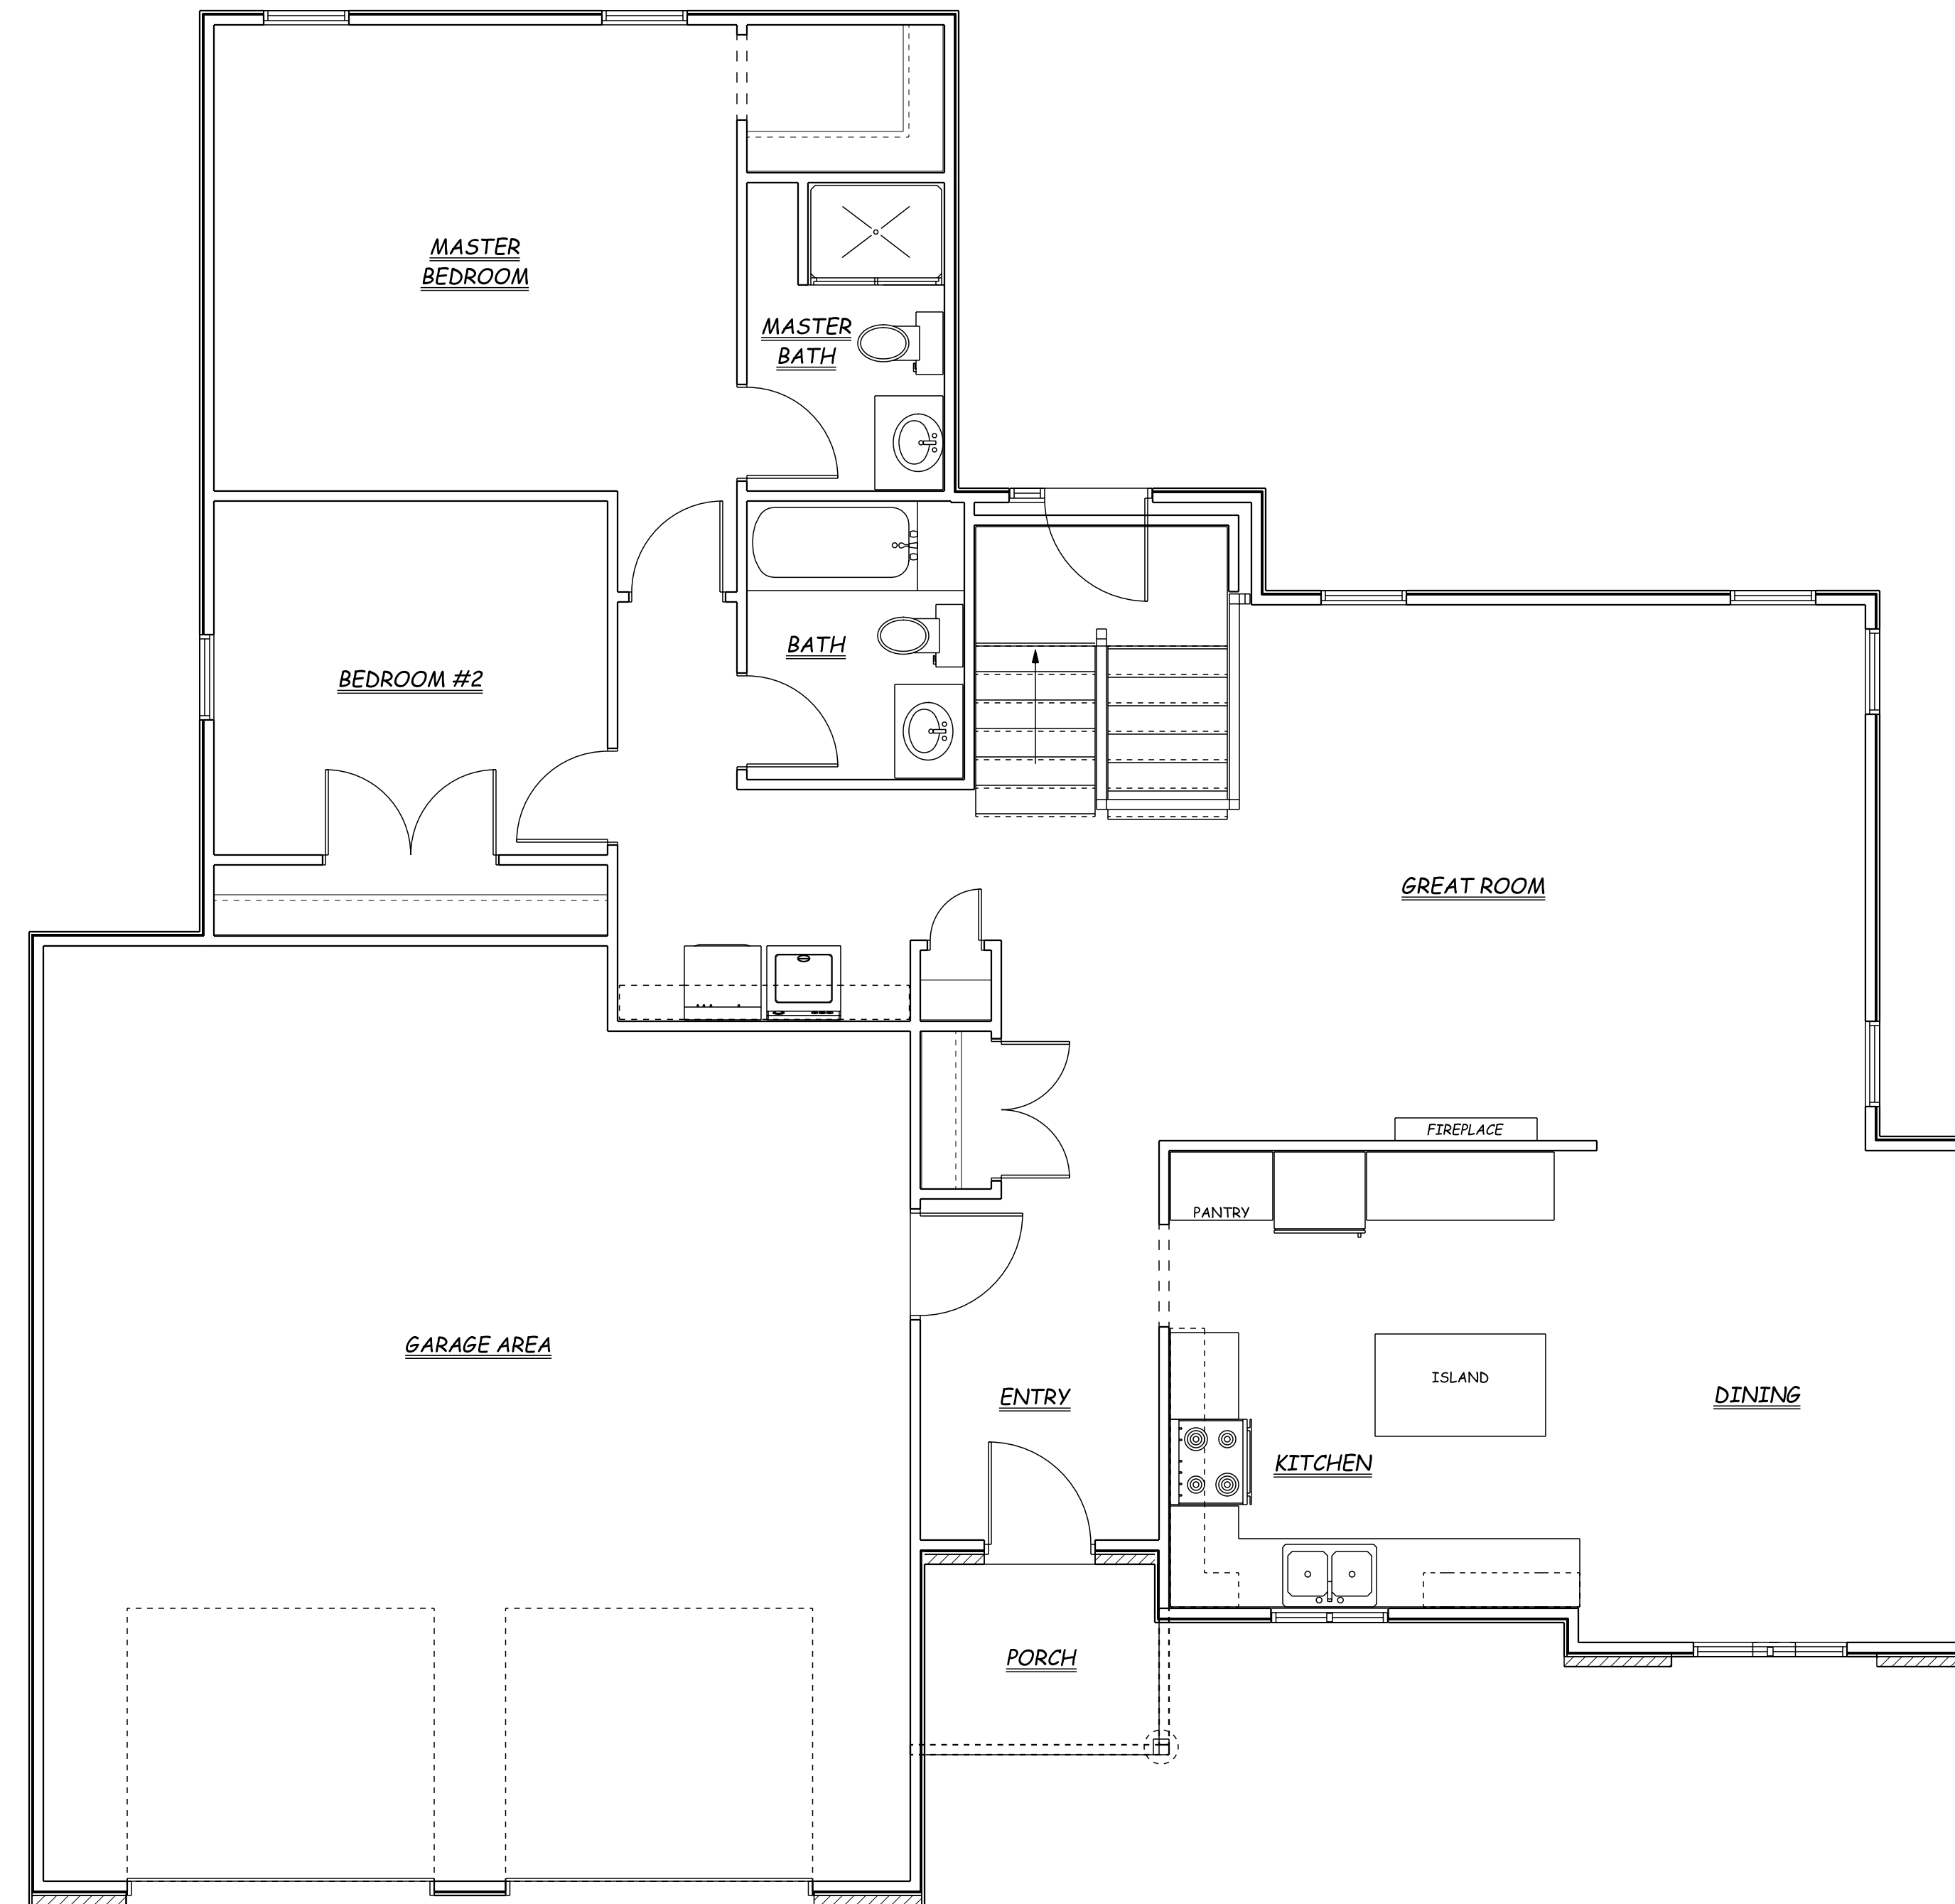 MASTER
BEDROOM
MASTER
BATH
BATH
BEDROOM #2
GREAT ROOM
FIREPLACE
PANTRY
GARAGE AREA
ISLAND
ENTRY
DINING
KITCHEN
PORCH